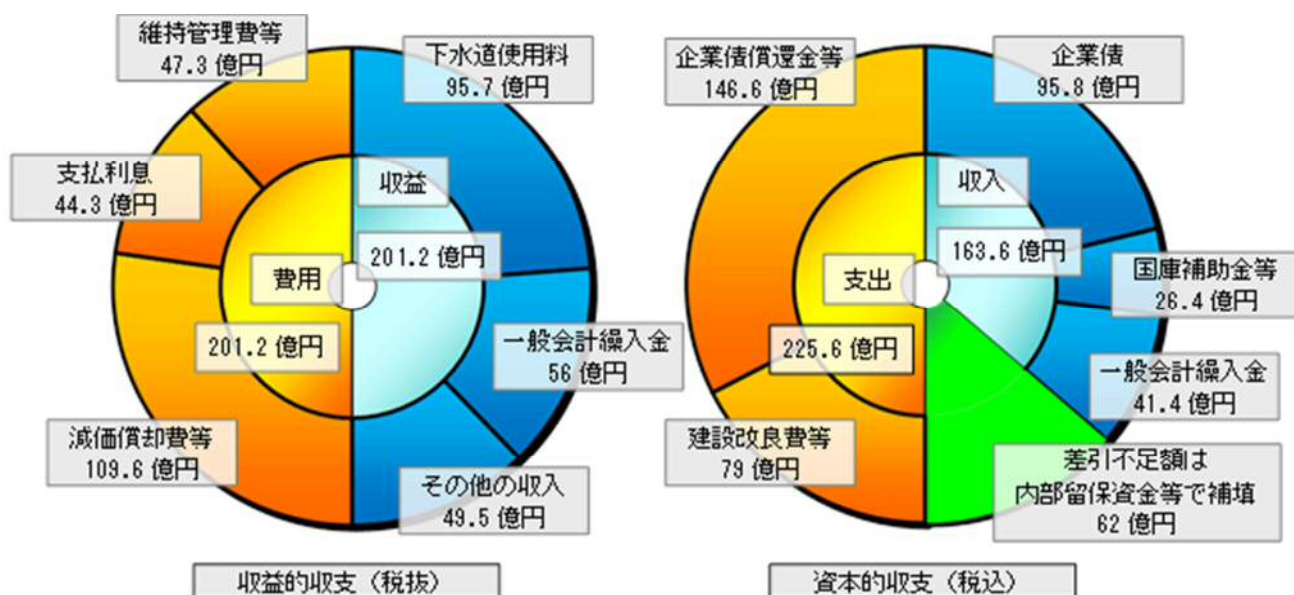 維持管理費等
47.3 億円
下水道使用料
95.7 億円
支払利息
44.3 億円
収益
201.2 億円
費用
201.2 億円
一般会計繰入金
56 億円
減価償却費等
109.6 億円
その他の収入
49.5 億円
収益的収支（税抜）
企業債償還金等
146.6 億円
企業債
95.8 億円
収入
163.6 億円
国庫補助金等
26.4 億円
支出
225.6 億円
一般会計繰入金
41.4 億円
建設改良費等
79 億円
差引不足額は
内部留保資金等で補填
62 億円
資本的収支（税込）